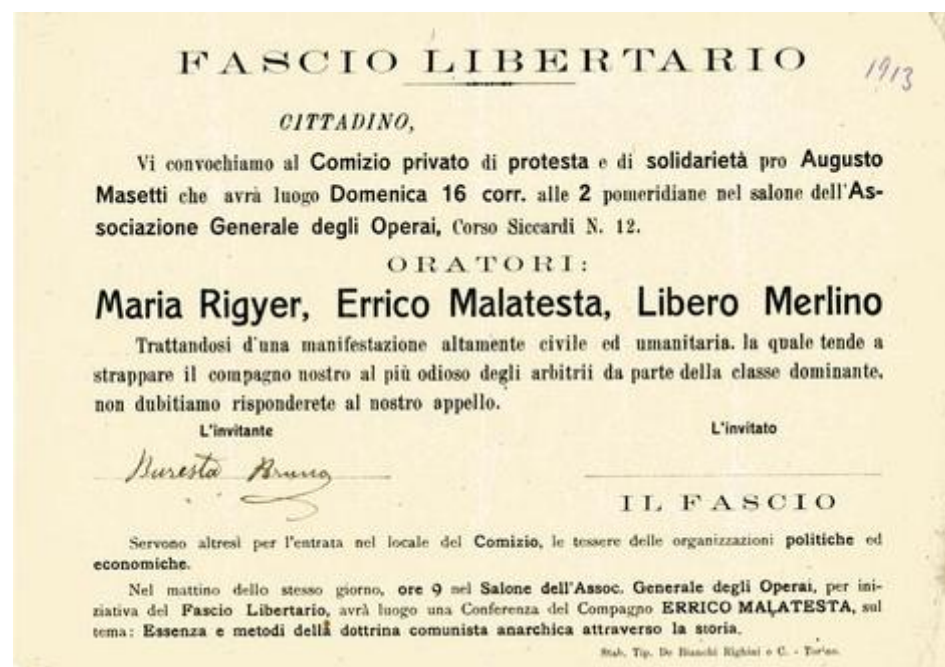 FASCIO LIBERTARIO
1913
CITTADINO,
Vi convochiamo al Comizio privato di protesta e di solidarietà pro Augusto
Masetti che avrà luogo Domenica 16 corr. alle 2 pomeridiane nel salone dell'As-
sociazione Generale degli Operai, Corso Siccardi N. 12.
ORATORI:
Maria Rigyer, Errico Malatesta, Libero Merlino
Trattandosi d'una manifestazione altamente civile ed umanitaria. la quale tende a
strappare il compagno nostro al più odioso degli arbitrii da parte della classe dominante,
non dubitiamo risponderete al nostro appello.
L'invitante L'invitato
Buresta Bruno
IL FASCIO
Servono altresì per l'entrata nel locale del Comizio, le tessere delle organizzazioni politiche ed
economiche.
Nel mattino dello stesso giorno, ore 9 nel Salone dell'Assoc. Generale degli Operai, per ini-
ziativa del Fascio Libertario, avrà luogo una Conferenza del Compagno ERRICO MALATESTA, sul
tema: Essenza e metodi della dottrina comunista anarchica attraverso la storia.
Stab. Tip. De Bianchi Righini e C. - Torino.